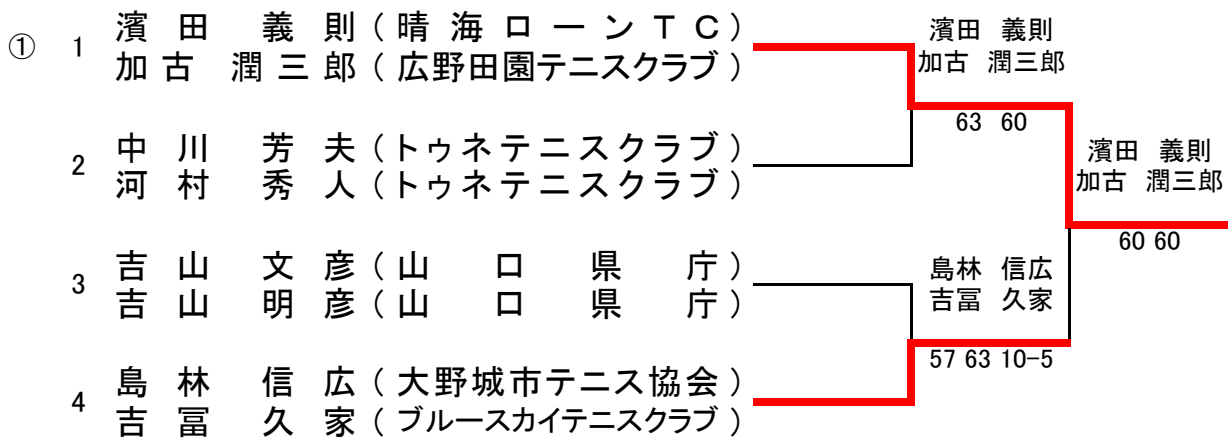 ① 1 濱田 義則(晴海ローンTC)
加古 潤三郎(広野田園テニスクラブ)
2 中川 芳夫(トゥネテニスクラブ)
河村 秀人(トゥネテニスクラブ)
3 吉山 文彦(山口県庁)
吉山 明彦(山口県庁)
4 島林 信広(大野城市テニス協会)
吉冨 久家(ブルースカイテニスクラブ)
濱田 義則
加古 潤三郎
63 60
島林 信広
吉冨 久家
57 63 10-5
濱田 義則
加古 潤三郎
60 60